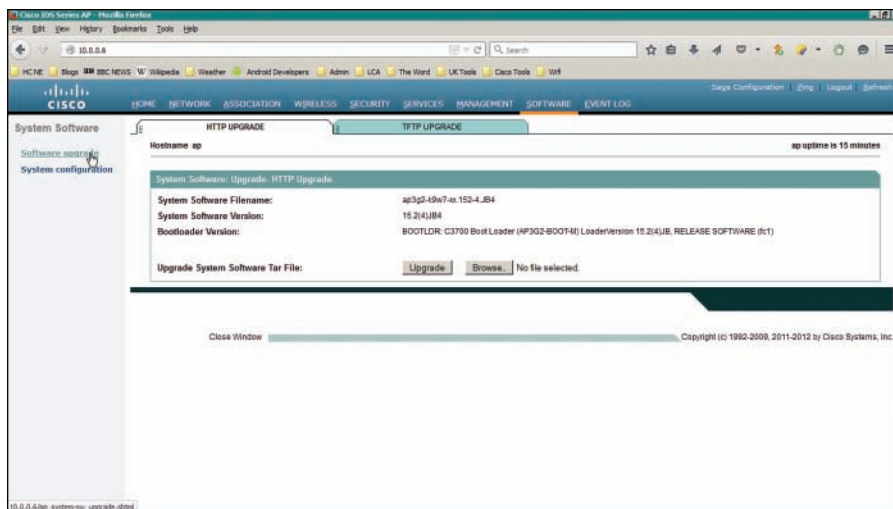 Cisco IOS Series AP - Mozilla Firefox
File Edit View History Bookmarks Tools Help
10.0.0.6
Search
HC NE Blogs BBC NEWS Wikipedia Weather Android Developers Admin LCA The Word UK Tools Cisco Tools Wifi
Save Configuration | Ping | Logout | Refresh
CISCO
HOME NETWORK ASSOCIATION WIRELESS SECURITY SERVICES MANAGEMENT SOFTWARE EVENT LOG
System Software
Software upgrade
System configuration
HTTP UPGRADE
TFTP UPGRADE
Hostname ap
ap uptime is 15 minutes
System Software: Upgrade- HTTP Upgrade
System Software Filename: ap3g2-k9w7-xx.152-4.JB4
System Software Version: 15.2(4)JB4
Bootloader Version: BOOTLDR: C3700 Boot Loader (AP3G2-BOOT-M) LoaderVersion 15.2(4)JB, RELEASE SOFTWARE (fc1)
Upgrade System Software Tar File: Upgrade Browse.. No file selected.
Close Window
Copyright (c) 1992-2009, 2011-2012 by Cisco Systems, Inc.
10.0.0.6/ap_system-sw_upgrade.shtml